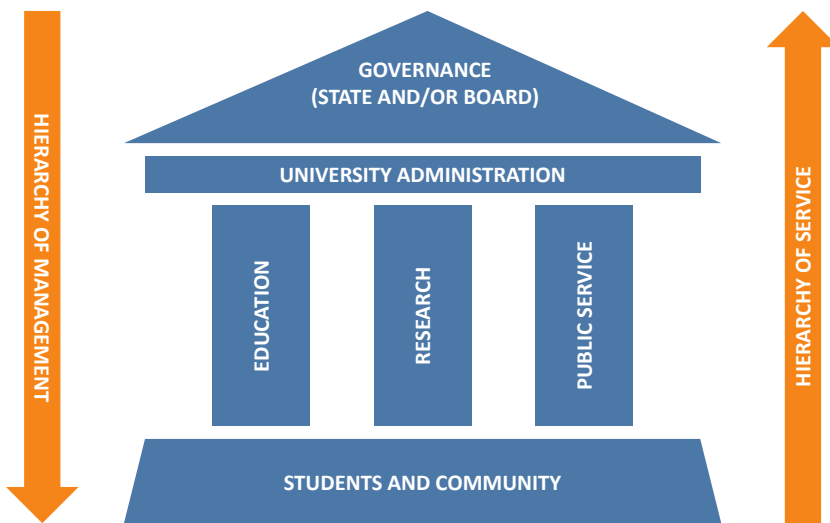 GOVERNANCE
(STATE AND/OR BOARD)
UNIVERSITY ADMINISTRATION
HIERARCHY OF MANAGEMENT
EDUCATION
RESEARCH
PUBLIC SERVICE
HIERARCHY OF SERVICE
STUDENTS AND COMMUNITY